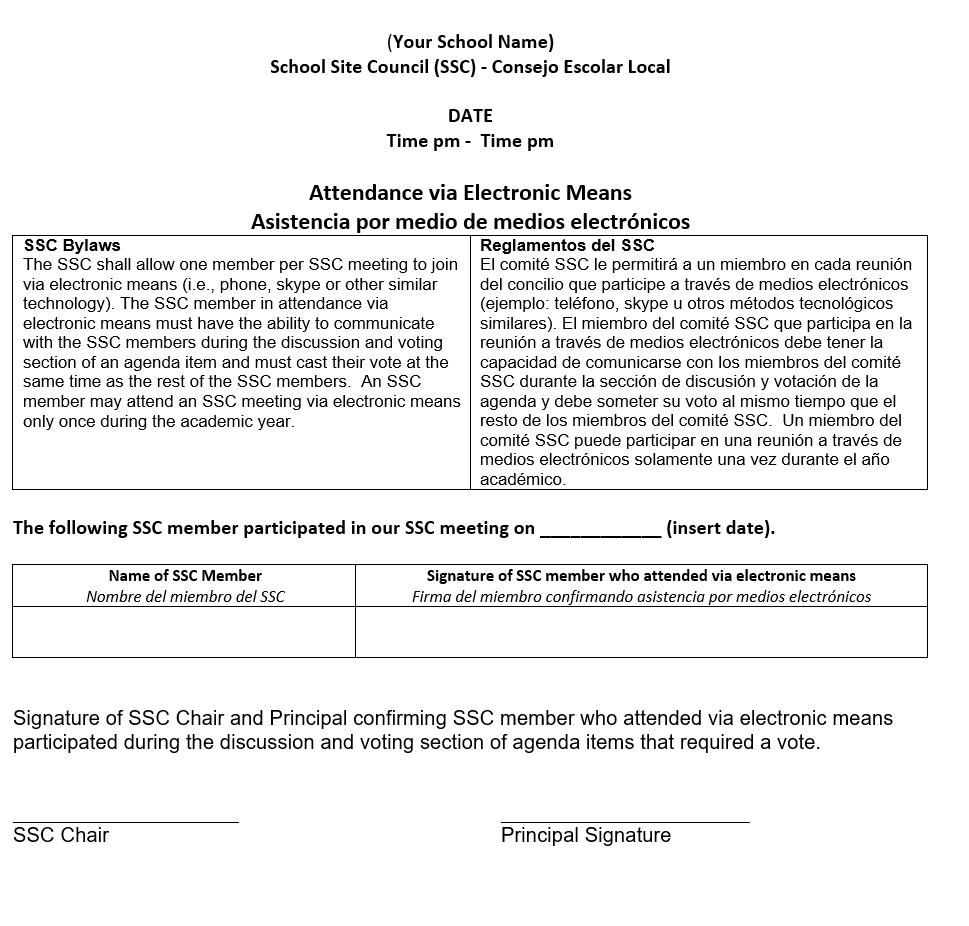 (Your School Name)
School Site Council (SSC) - Consejo Escolar Local
DATE
Time pm -  Time pm
Attendance via Electronic Means
Asistencia por medio de medios electrónicos
SSC Bylaws
The SSC shall allow one member per SSC meeting to join
via electronic means (i.e., phone, skype or other similar
technology). The SSC member in attendance via
electronic means must have the ability to communicate
with the SSC members during the discussion and voting
section of an agenda item and must cast their vote at the
same time as the rest of the SSC members.  An SSC
member may attend an SSC meeting via electronic means
only once during the academic year.
Reglamentos del SSC
El comité SSC le permitirá a un miembro en cada reunión
del concilio que participe a través de medios electrónicos
(ejemplo: teléfono, skype u otros métodos tecnológicos
similares). El miembro del comité SSC que participa en la
reunión a través de medios electrónicos debe tener la
capacidad de comunicarse con los miembros del comité
SSC durante la sección de discusión y votación de la
agenda y debe someter su voto al mismo tiempo que el
resto de los miembros del comité SSC.  Un miembro del
comité SSC puede participar en una reunión a través de
medios electrónicos solamente una vez durante el año
académico.
The following SSC member participated in our SSC meeting on ____________ (insert date).
Name of SSC Member
Nombre del miembro del SSC
Signature of SSC member who attended via electronic means
Firma del miembro confirmando asistencia por medios electrónicos
Signature of SSC Chair and Principal confirming SSC member who attended via electronic means
participated during the discussion and voting section of agenda items that required a vote.
SSC Chair
Principal Signature